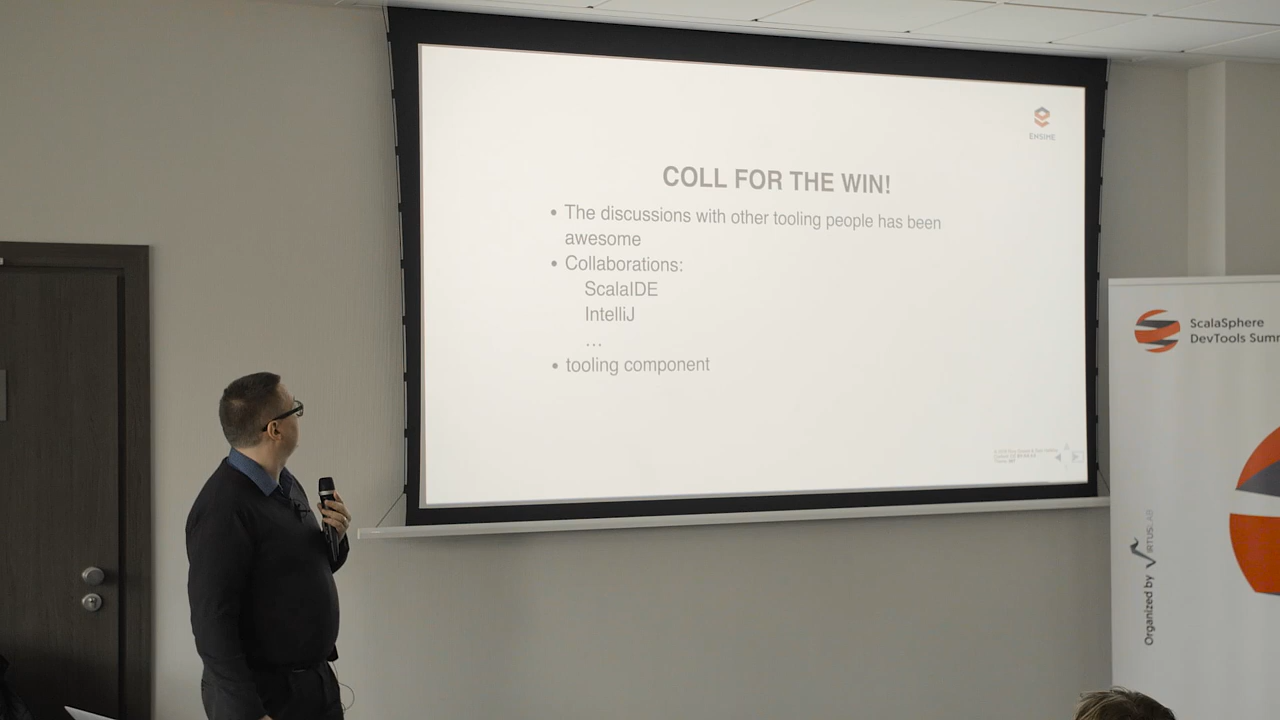 ENSIME
COLL FOR THE WIN!
• The discussions with other tooling people has been
awesome
• Collaborations:
ScalaIDE
IntelliJ
...
• tooling component
ScalaSphere
DevTools Summ
Organized by VIRTUSLAB